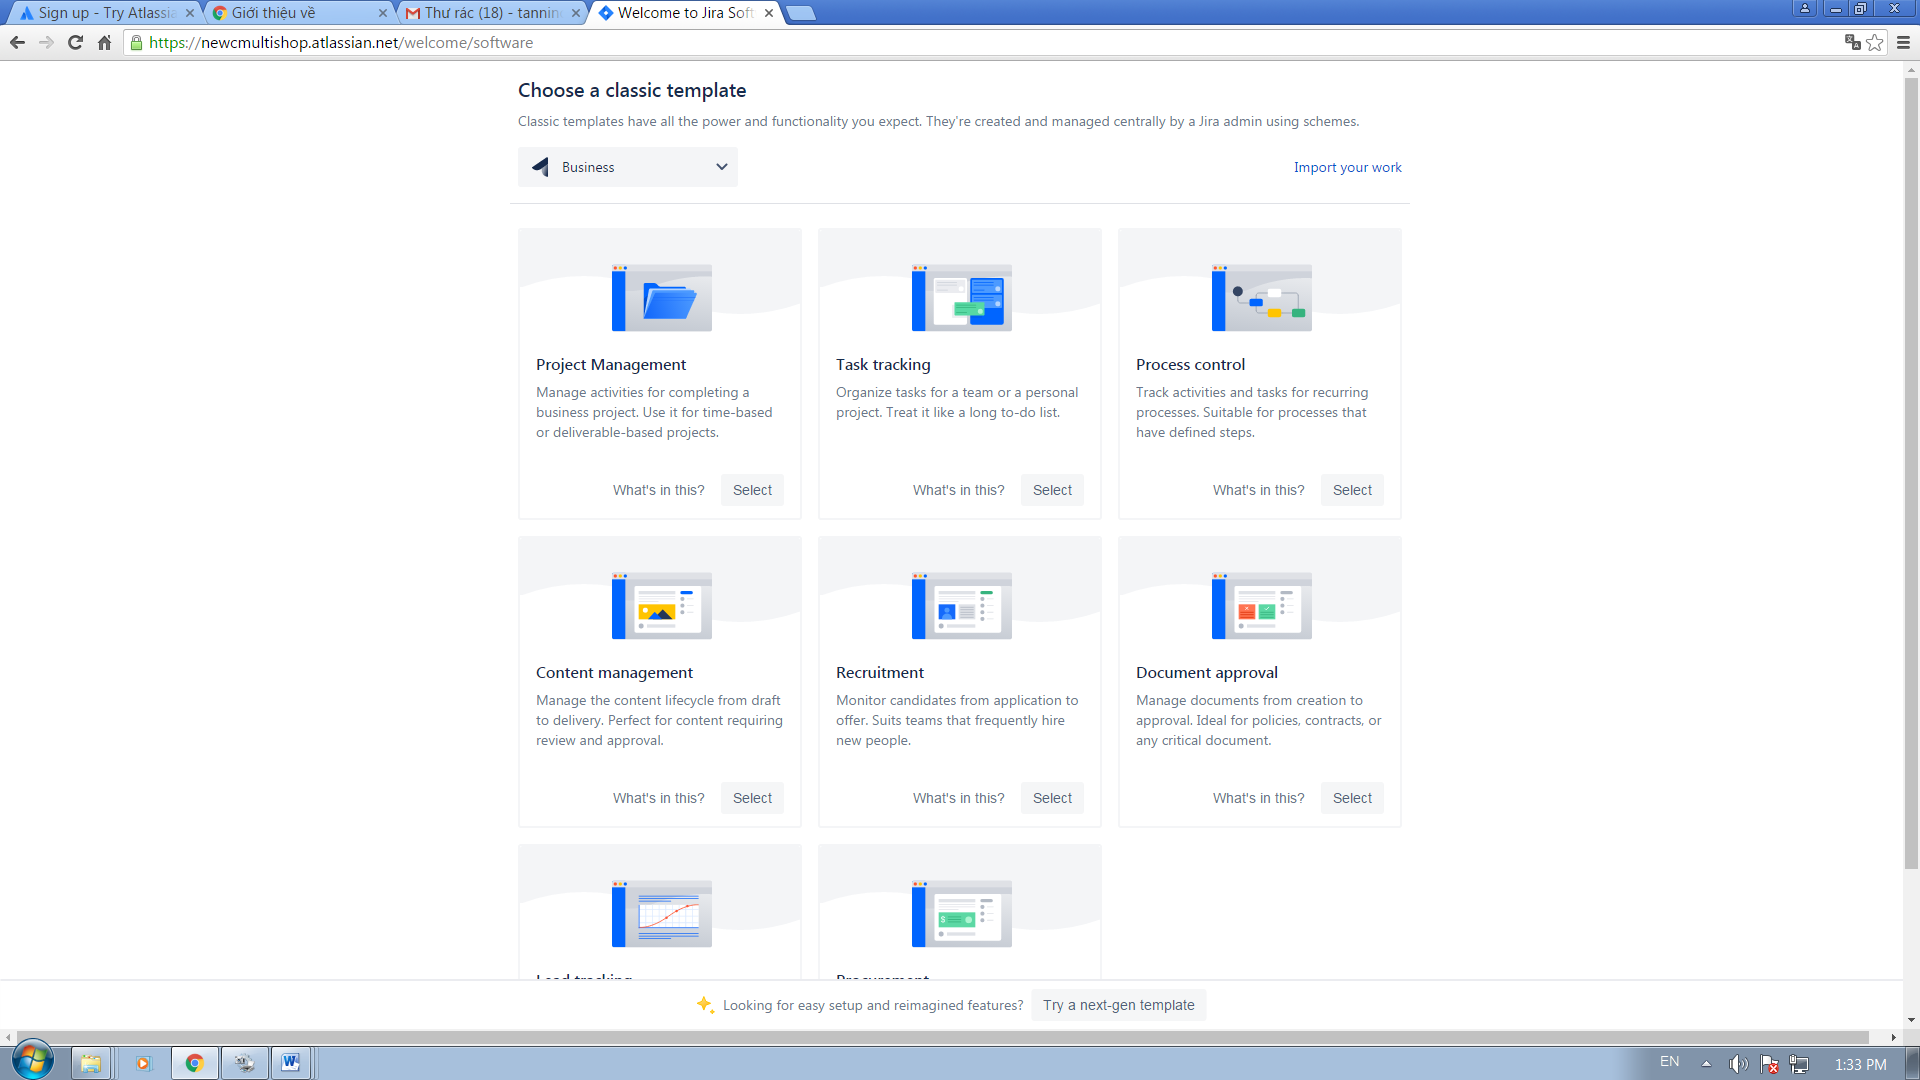 Sign up - Try Atlassia
Giới thiệu về
Thư rác (18) - tannin
Welcome to Jira Soft
https://newcmultishop.atlassian.net/welcome/software
Choose a classic template
Classic templates have all the power and functionality you expect. They're created and managed centrally by a Jira admin using schemes.
Business
Import your work
Project Management
Manage activities for completing a
business project. Use it for time-based
or deliverable-based projects.
What's in this?
Select
Task tracking
Organize tasks for a team or a personal
project. Treat it like a long to-do list.
What's in this?
Select
Process control
Track activities and tasks for recurring
processes. Suitable for processes that
have defined steps.
What's in this?
Select
Content management
Manage the content lifecycle from draft
to delivery. Perfect for content requiring
review and approval.
What's in this?
Select
Recruitment
Monitor candidates from application to
offer. Suits teams that frequently hire
new people.
What's in this?
Select
Document approval
Manage documents from creation to
approval. Ideal for policies, contracts, or
any critical document.
What's in this?
Select
Lead tracking
Procurement
Looking for easy setup and reimagined features?
Try a next-gen template
EN
1:33 PM